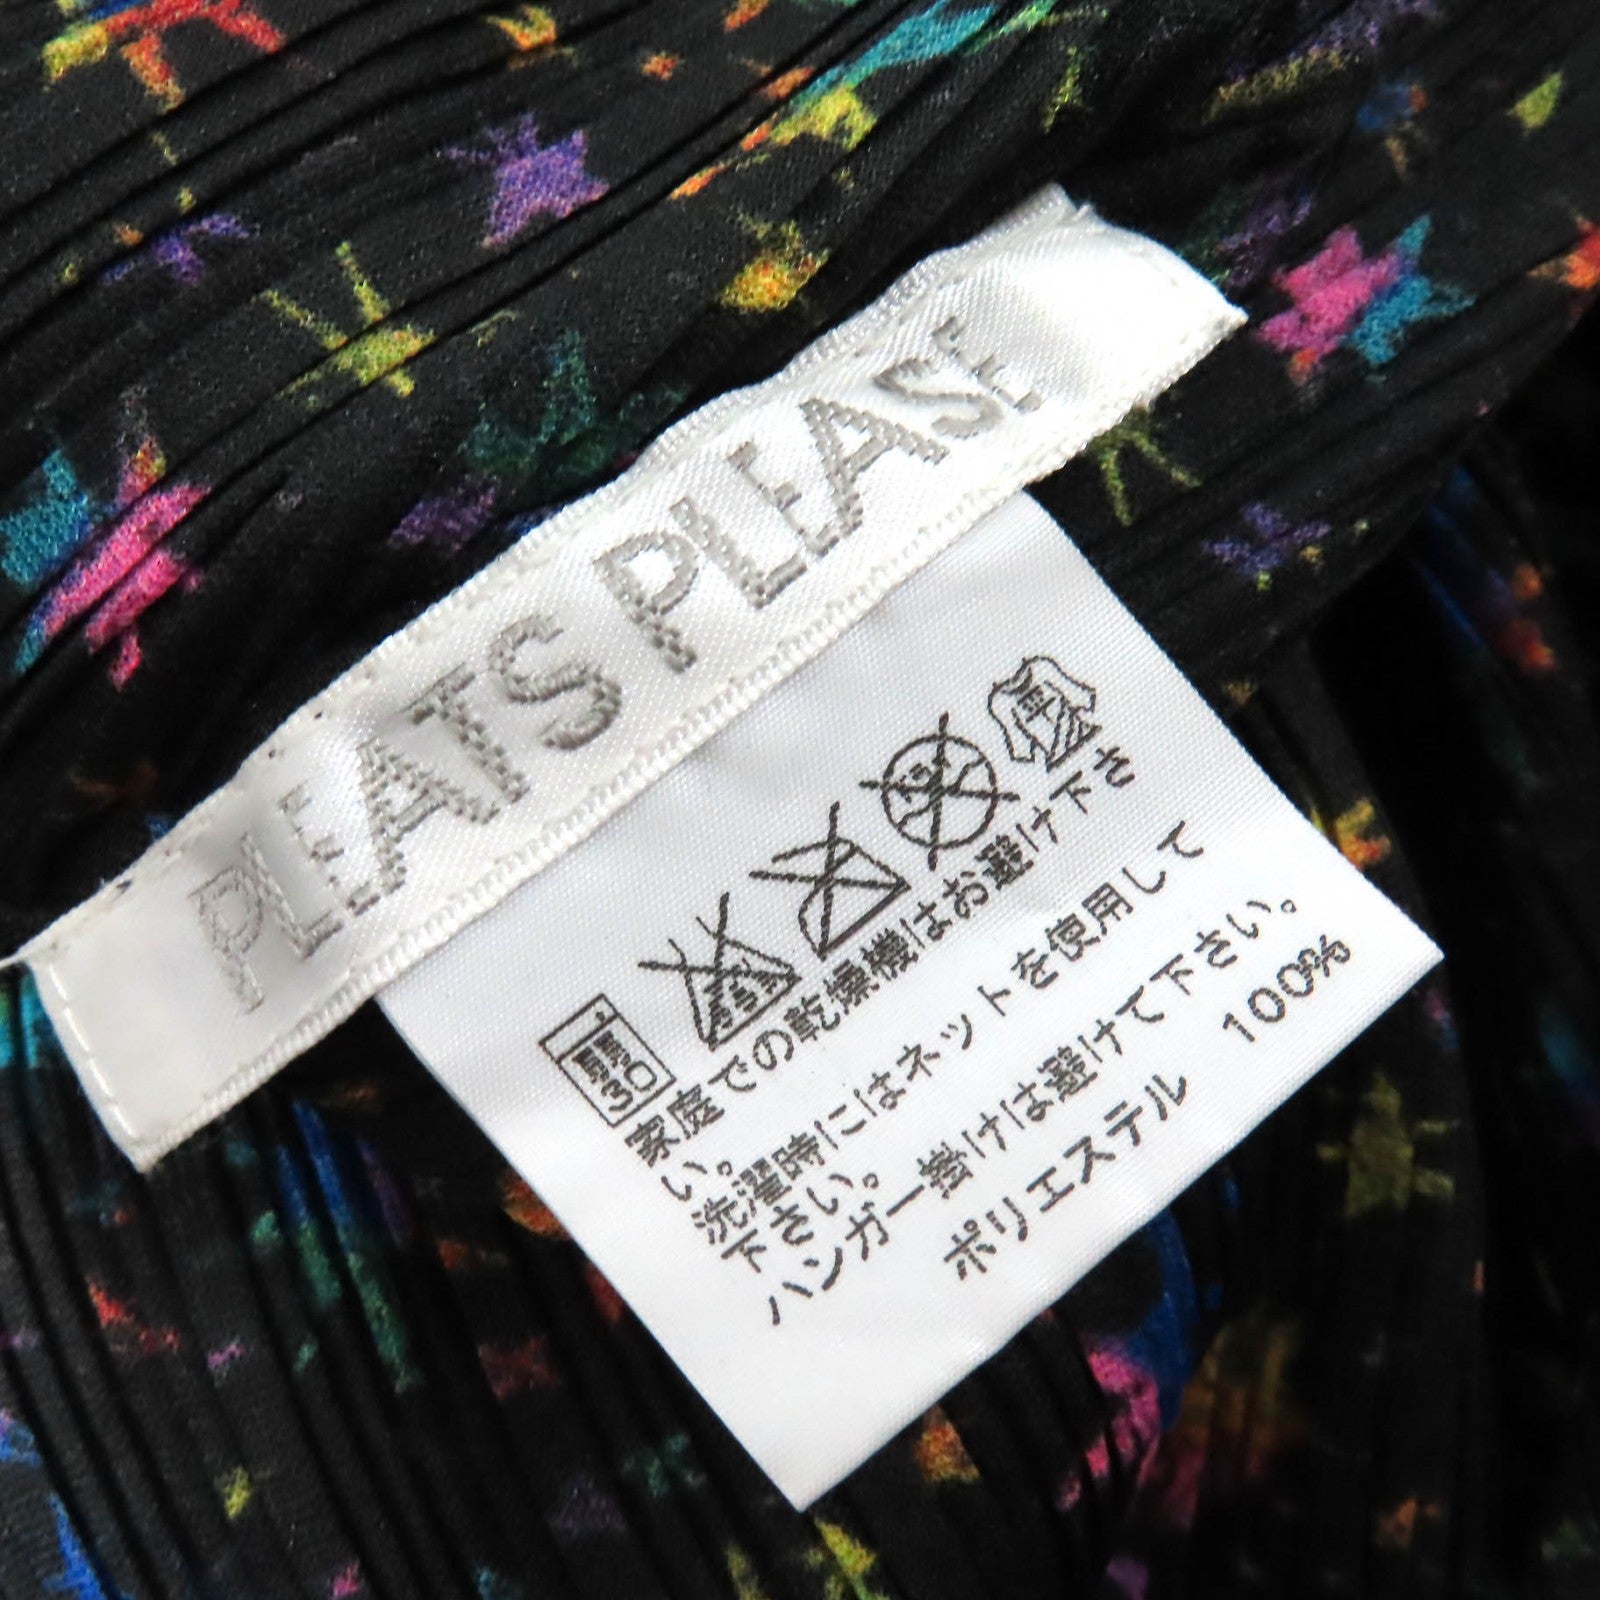 PLEATS PLEASE
家庭での乾燥機はお避け下さ
い。
洗濯時にはネットを使用して
下さい。
ハンガー掛けは避けて下さい。
ポリエステル 100%